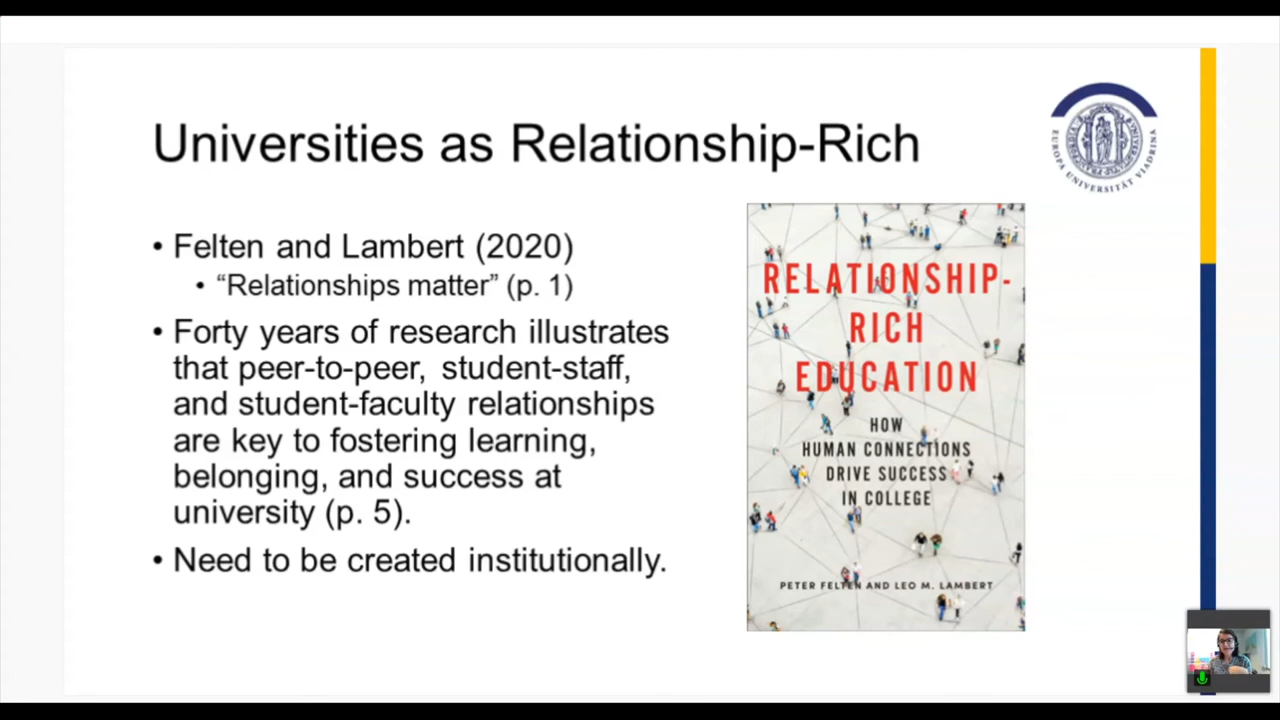 Universities as Relationship-Rich
EUROPA UNIVERSITÄT VIADRINA
• Felten and Lambert (2020)
• “Relationships matter” (p. 1)
• Forty years of research illustrates
that peer-to-peer, student-staff,
and student-faculty relationships
are key to fostering learning,
belonging, and success at
university (p. 5).
• Need to be created institutionally.
RELATIONSHIP-
RICH
EDUCATION
HOW
HUMAN CONNECTIONS
DRIVE SUCCESS
IN COLLEGE
PETER FELTEN AND LEO M. LAMBERT